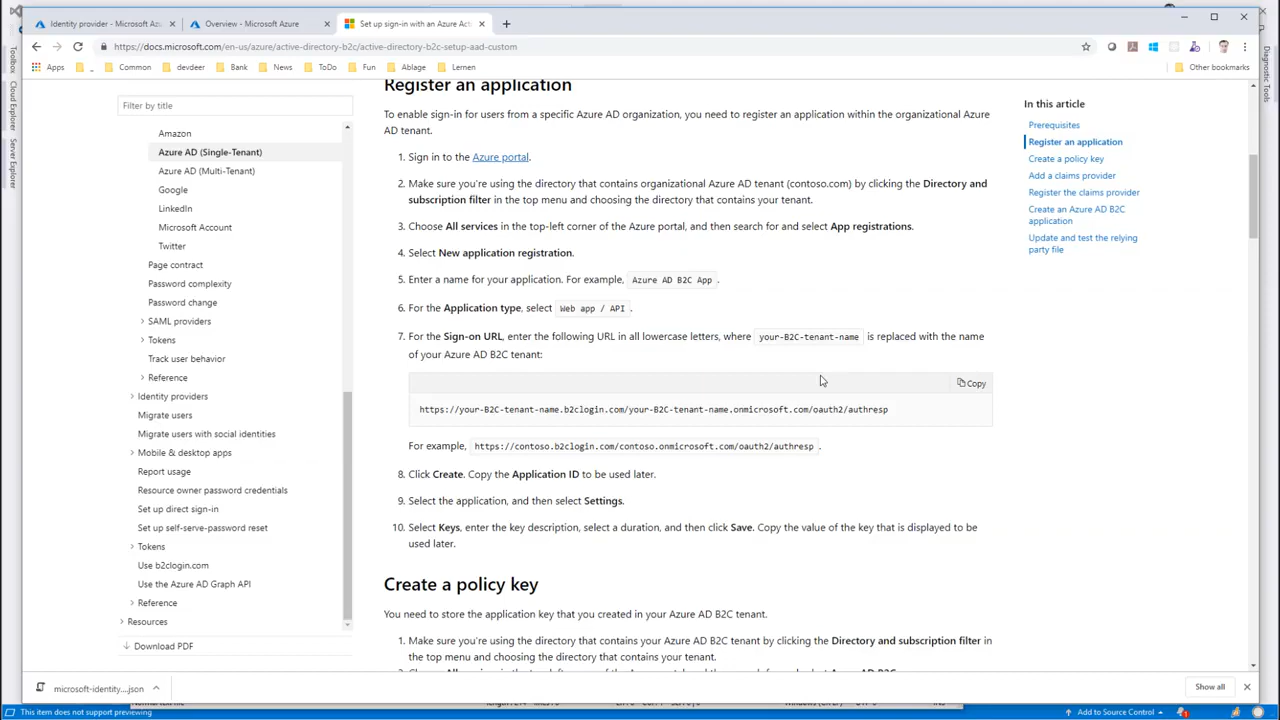 Identity provider - Microsoft Az
Overview - Microsoft Azure
Set up sign-in with an Azure Act
https://docs.microsoft.com/en-us/azure/active-directory-b2c/active-directory-b2c-setup-aad-custom
Apps
Common
devdeer
Bank
News
ToDo
Fun
Ablage
Lernen
Other bookmarks
Toolbox
Cloud Explorer
Server Explorer
Diagnostic Tools
Filter by title
Amazon
Azure AD (Single-Tenant)
Azure AD (Multi-Tenant)
Google
LinkedIn
Microsoft Account
Twitter
Page contract
Password complexity
Password change
SAML providers
Tokens
Track user behavior
Reference
Identity providers
Migrate users
Migrate users with social identities
Mobile & desktop apps
Report usage
Resource owner password credentials
Set up direct sign-in
Set up self-serve-password reset
Tokens
Use b2clogin.com
Use the Azure AD Graph API
Reference
Resources
Download PDF
Register an application
To enable sign-in for users from a specific Azure AD organization, you need to register an application within the organizational Azure
AD tenant.
1. Sign in to the Azure portal.
2. Make sure you're using the directory that contains organizational Azure AD tenant (contoso.com) by clicking the Directory and
subscription filter in the top menu and choosing the directory that contains your tenant.
3. Choose All services in the top-left corner of the Azure portal, and then search for and select App registrations.
4. Select New application registration.
5. Enter a name for your application. For example, Azure AD B2C App .
6. For the Application type, select Web app / API .
7. For the Sign-on URL, enter the following URL in all lowercase letters, where your-B2C-tenant-name is replaced with the name
of your Azure AD B2C tenant:
Copy
https://your-B2C-tenant-name.b2clogin.com/your-B2C-tenant-name.onmicrosoft.com/oauth2/authresp
For example, https://contoso.b2clogin.com/contoso.onmicrosoft.com/oauth2/authresp .
8. Click Create. Copy the Application ID to be used later.
9. Select the application, and then select Settings.
10. Select Keys, enter the key description, select a duration, and then click Save. Copy the value of the key that is displayed to be
used later.
Create a policy key
You need to store the application key that you created in your Azure AD B2C tenant.
1. Make sure you're using the directory that contains your Azure AD B2C tenant by clicking the Directory and subscription filter in
the top menu and choosing the directory that contains your tenant.
In this article
Prerequisites
Register an application
Create a policy key
Add a claims provider
Register the claims provider
Create an Azure AD B2C
application
Update and test the relying
party file
microsoft-identity....json
Show all
This item does not support previewing
Add to Source Control